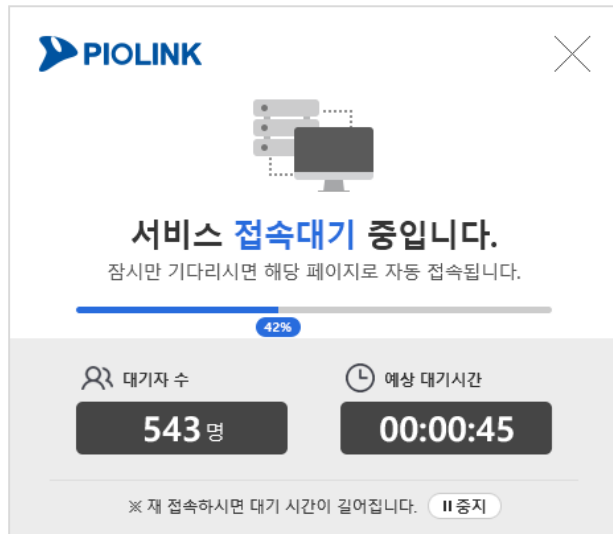 PIOLINK
서비스 접속대기 중입니다.
잠시만 기다리시면 해당 페이지로 자동 접속됩니다.
42%
대기자 수
543 명
예상 대기시간
00:00:45
※ 재 접속하시면 대기 시간이 길어집니다.
중지